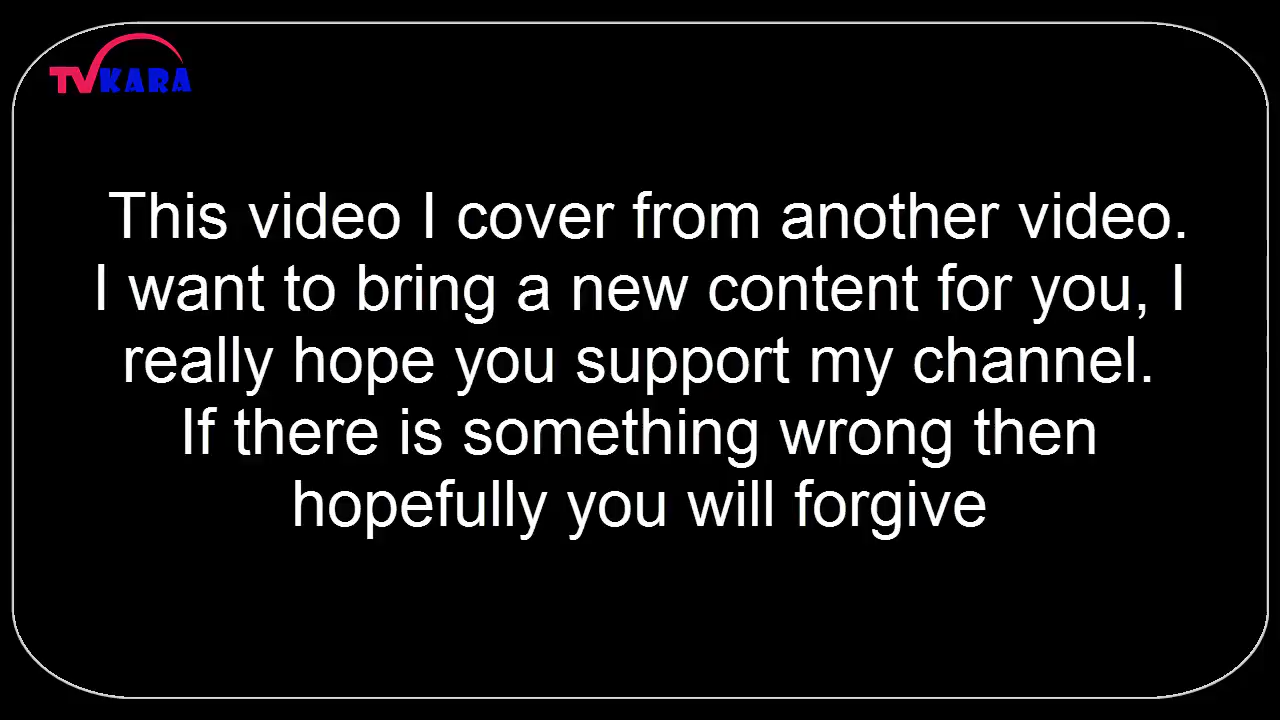 TVKARA
This video I cover from another video.
I want to bring a new content for you, I
really hope you support my channel.
If there is something wrong then
hopefully you will forgive